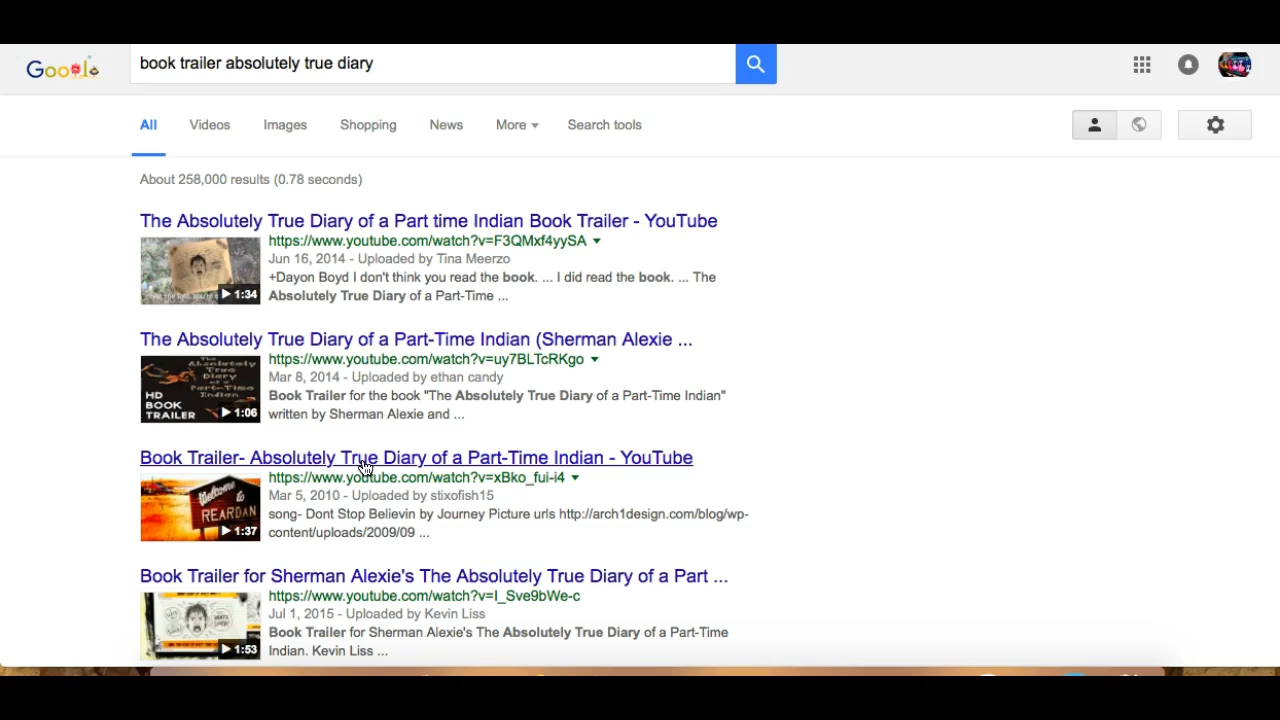 Google
book trailer absolutely true diary
All Videos Images Shopping News More Search tools
About 258,000 results (0.78 seconds)
The Absolutely True Diary of a Part time Indian Book Trailer - YouTube
https://www.youtube.com/watch?v=F3QMxf4yySA
Jun 16, 2014 - Uploaded by Tina Meerzo
+Dayon Boyd I don't think you read the book. ... I did read the book. ... The
Absolutely True Diary of a Part-Time ...
1:34
The Absolutely True Diary of a Part-Time Indian (Sherman Alexie ...
https://www.youtube.com/watch?v=uy7BLTcRKgo
Mar 8, 2014 - Uploaded by ethan candy
Book Trailer for the book "The Absolutely True Diary of a Part-Time Indian"
written by Sherman Alexie and ...
The
Absolutely
True
Diary
of a
Part-Time
Indian
HD
BOOK
TRAILER
1:06
Book Trailer- Absolutely True Diary of a Part-Time Indian - YouTube
https://www.youtube.com/watch?v=xBko_fui-i4
Mar 5, 2010 - Uploaded by stixofish15
song- Dont Stop Believin by Journey Picture urls http://arch1design.com/blog/wp-
content/uploads/2009/09 ...
Welcome
to
REARDAN
1:37
Book Trailer for Sherman Alexie's The Absolutely True Diary of a Part ...
https://www.youtube.com/watch?v=I_Sve9bWe-c
Jul 1, 2015 - Uploaded by Kevin Liss
Book Trailer for Sherman Alexie's The Absolutely True Diary of a Part-Time
Indian. Kevin Liss ...
1:53